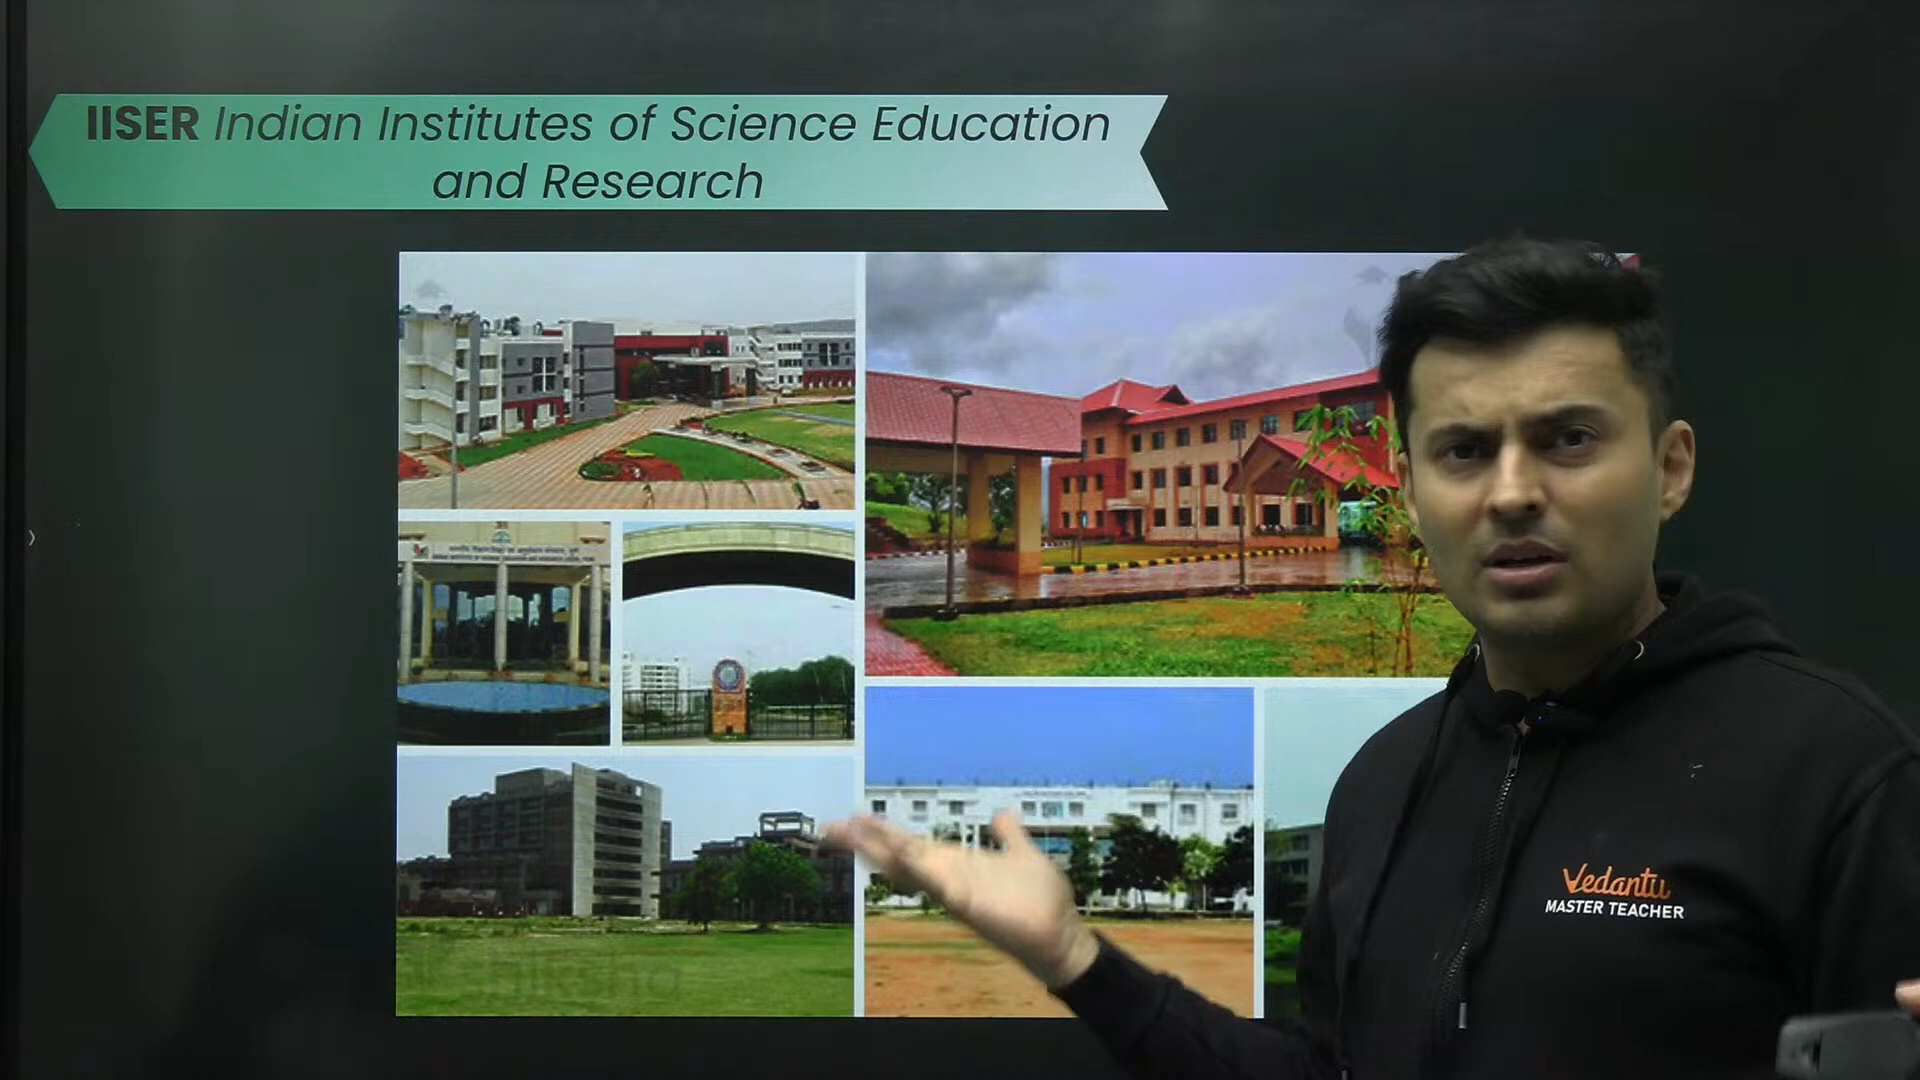 IISER Indian Institutes of Science Education
and Research
Vedantu
MASTER TEACHER